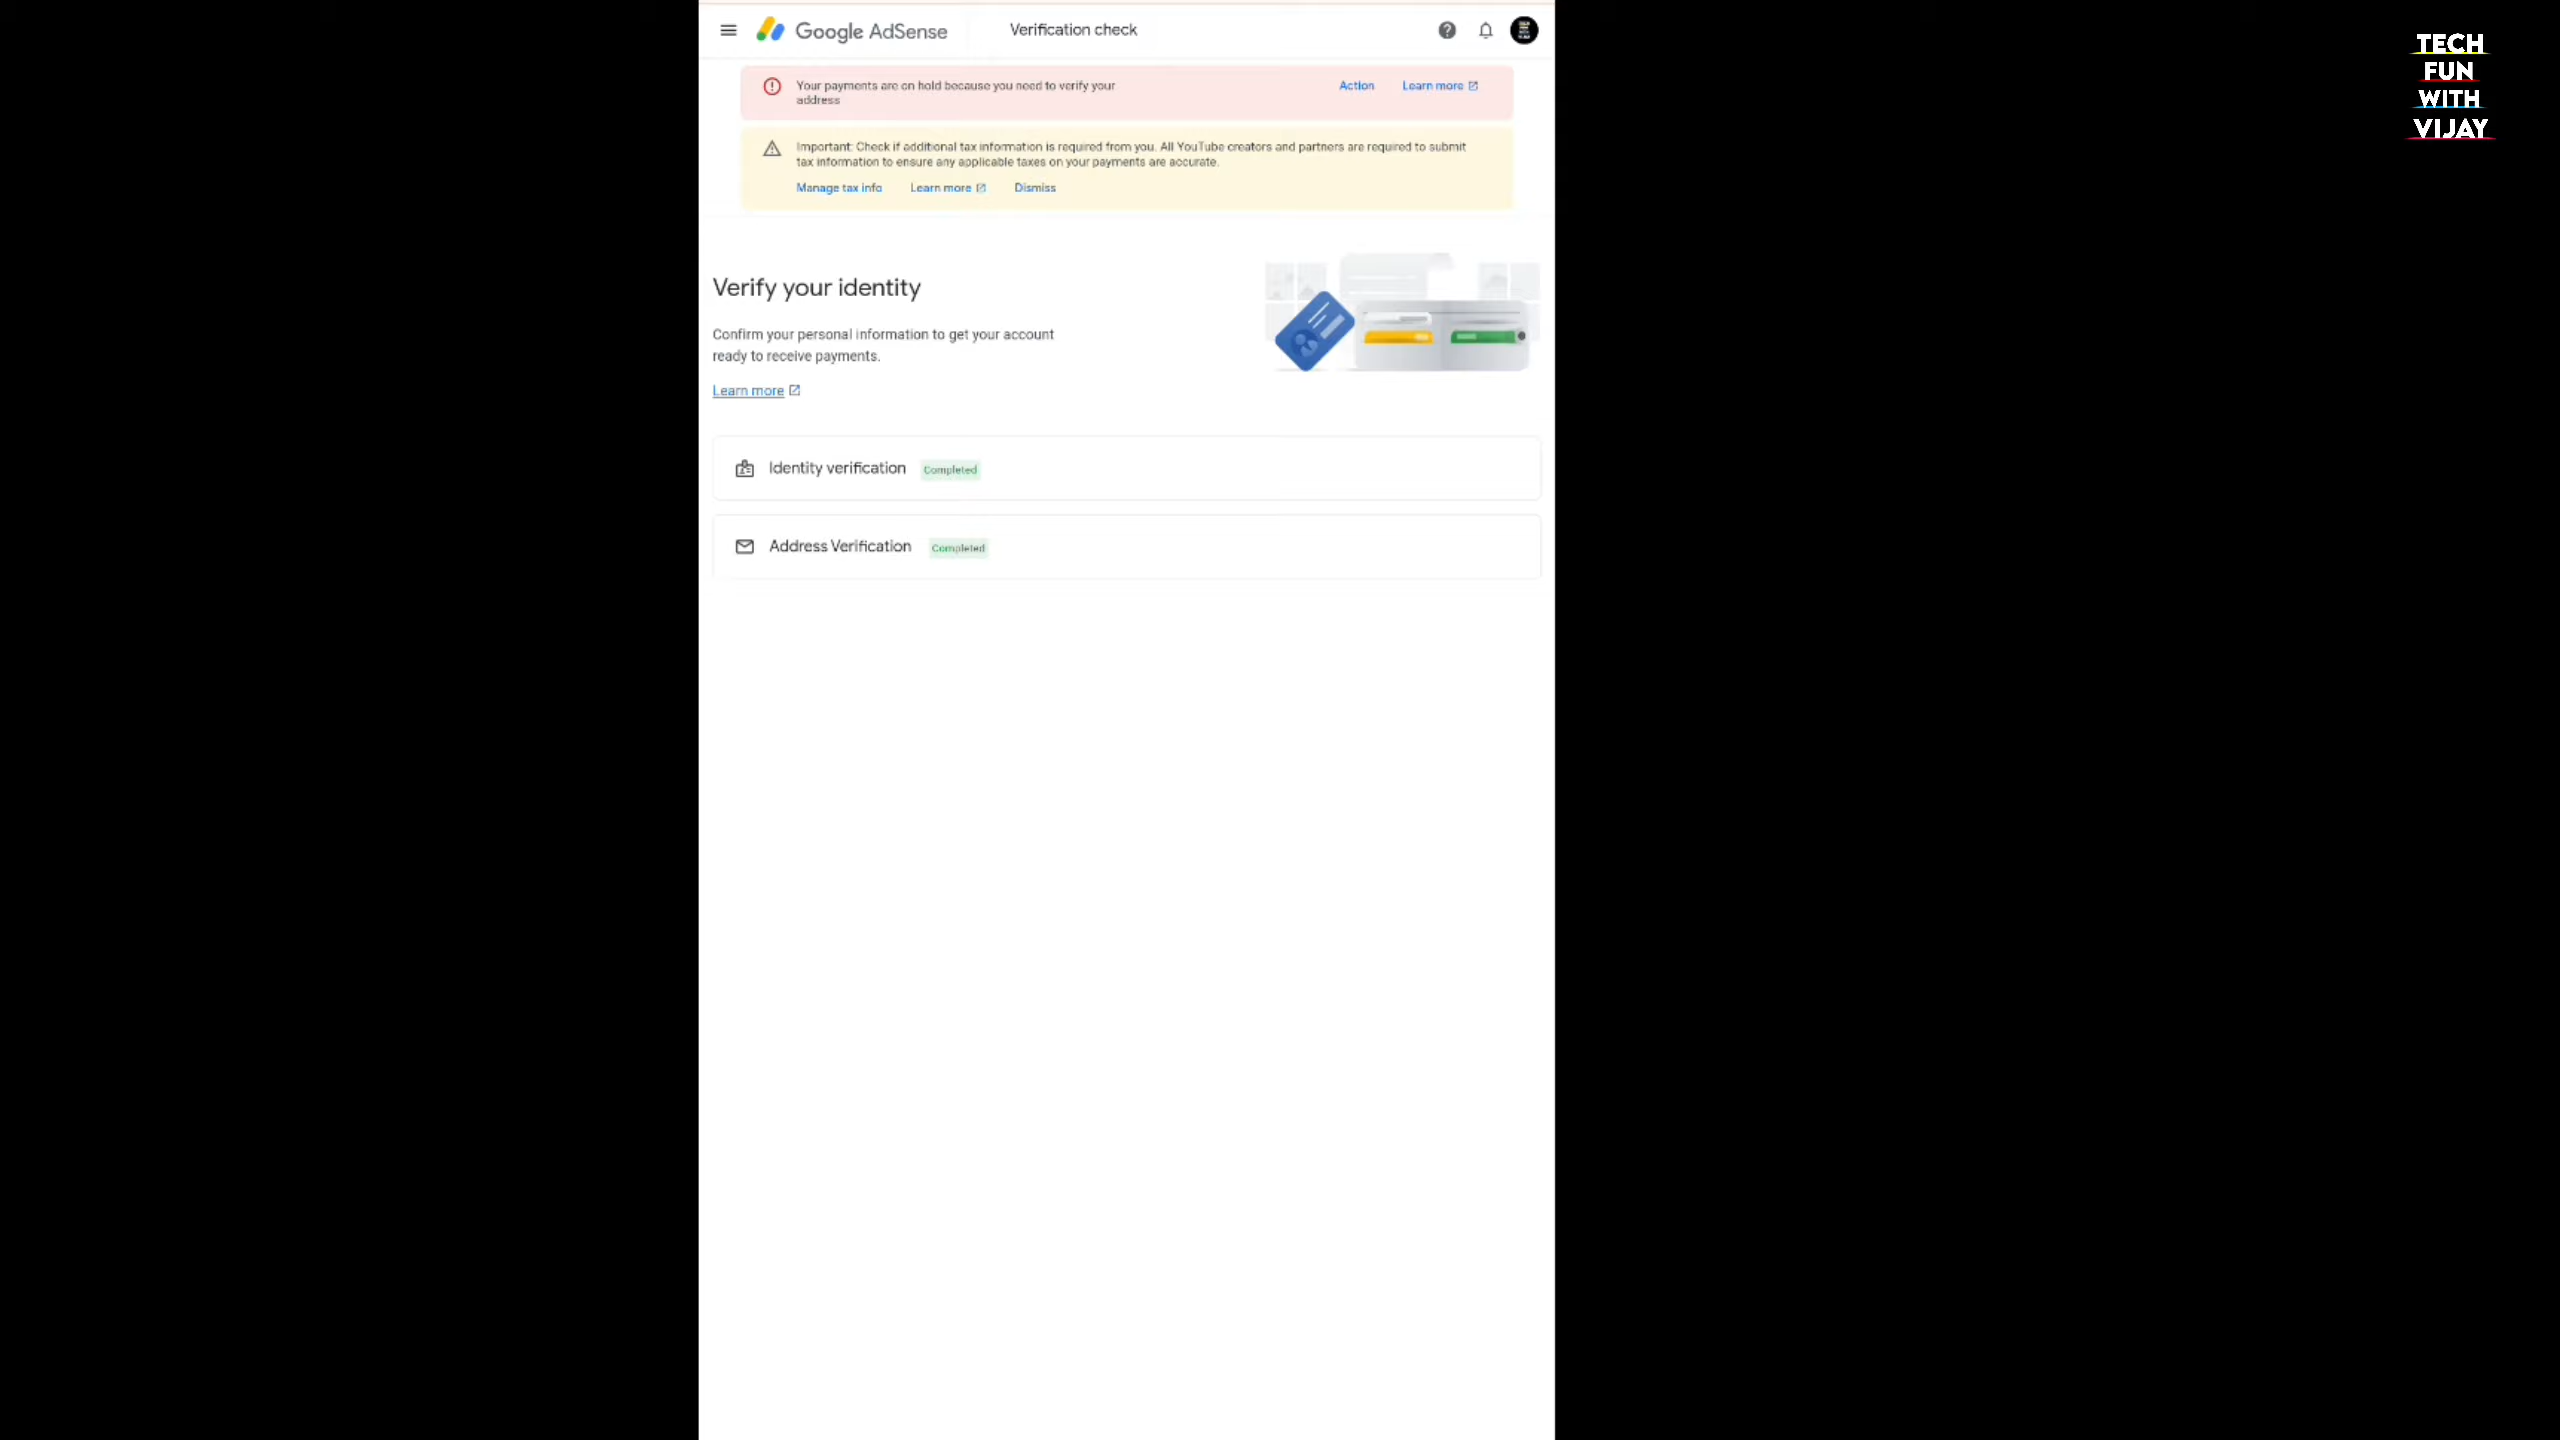 Google AdSense
Verification check
TECH
FUN
WITH
VIJAY
Your payments are on hold because you need to verify your
address
Action
Learn more
Important: Check if additional tax information is required from you. All YouTube creators and partners are required to submit
tax information to ensure any applicable taxes on your payments are accurate.
Manage tax info
Learn more
Dismiss
Verify your identity
Confirm your personal information to get your account
ready to receive payments.
Learn more
Identity verification
Completed
Address Verification
Completed